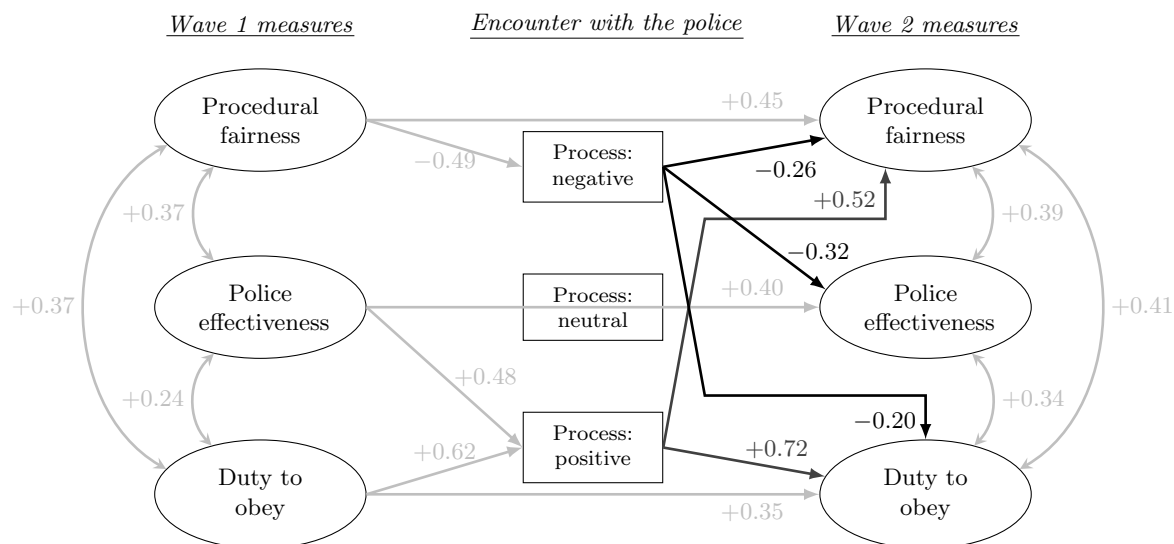 Wave 1 measures
Encounter with the police
Wave 2 measures
Procedural
fairness
+0.45
Procedural
fairness
−0.49
Process:
negative
−0.26
+0.52
+0.37
+0.39
−0.32
+0.37
Police
effectiveness
Process:
neutral
+0.40
Police
effectiveness
+0.41
+0.48
+0.24
+0.34
−0.20
+0.62
Process:
positive
+0.72
Duty to
obey
+0.35
Duty to
obey